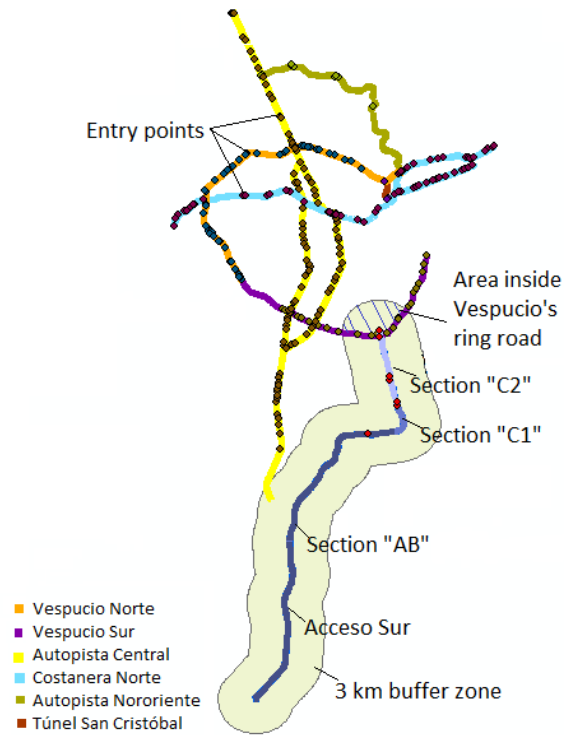 Entry points
Area inside
Vespucio's
ring road
Section "C2"
Section "C1"
Section "AB"
Acceso Sur
3 km buffer zone
Vespucio Norte
Vespucio Sur
Autopista Central
Costanera Norte
Autopista Nororiente
Túnel San Cristóbal